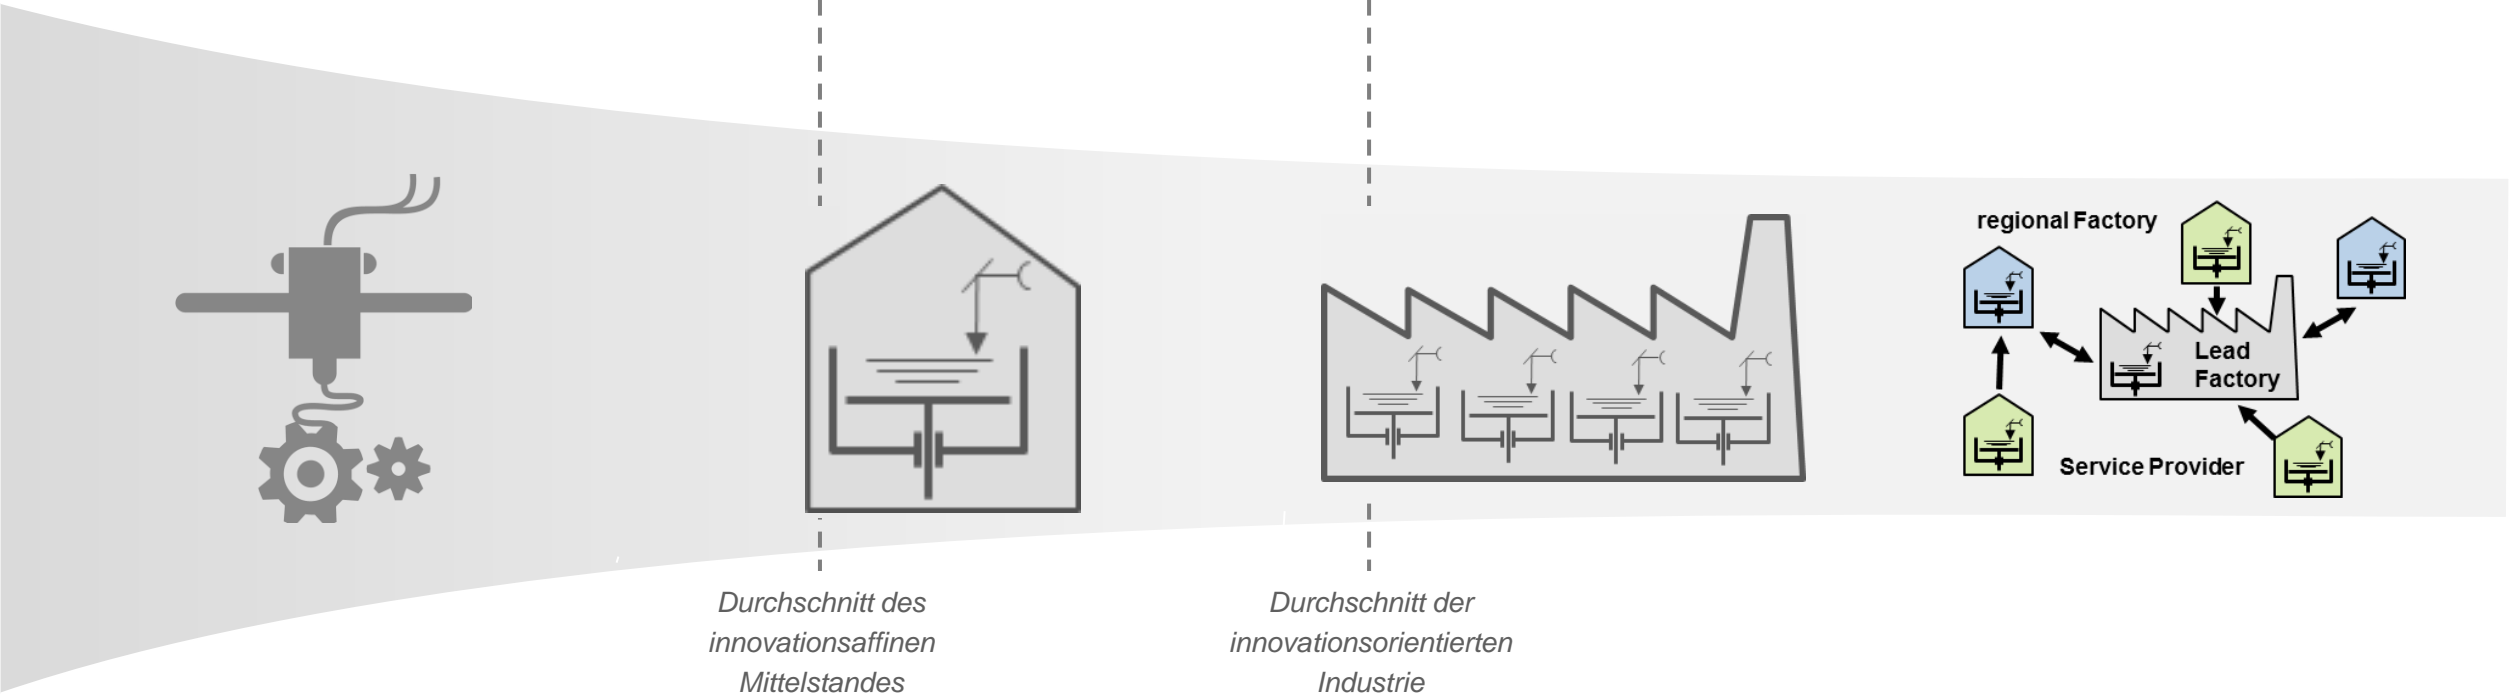 regional Factory
Lead
Factory
Service Provider
Durchschnitt des
innovationsaffinen
Mittelstandes
Durchschnitt der
innovationsorientierten
Industrie